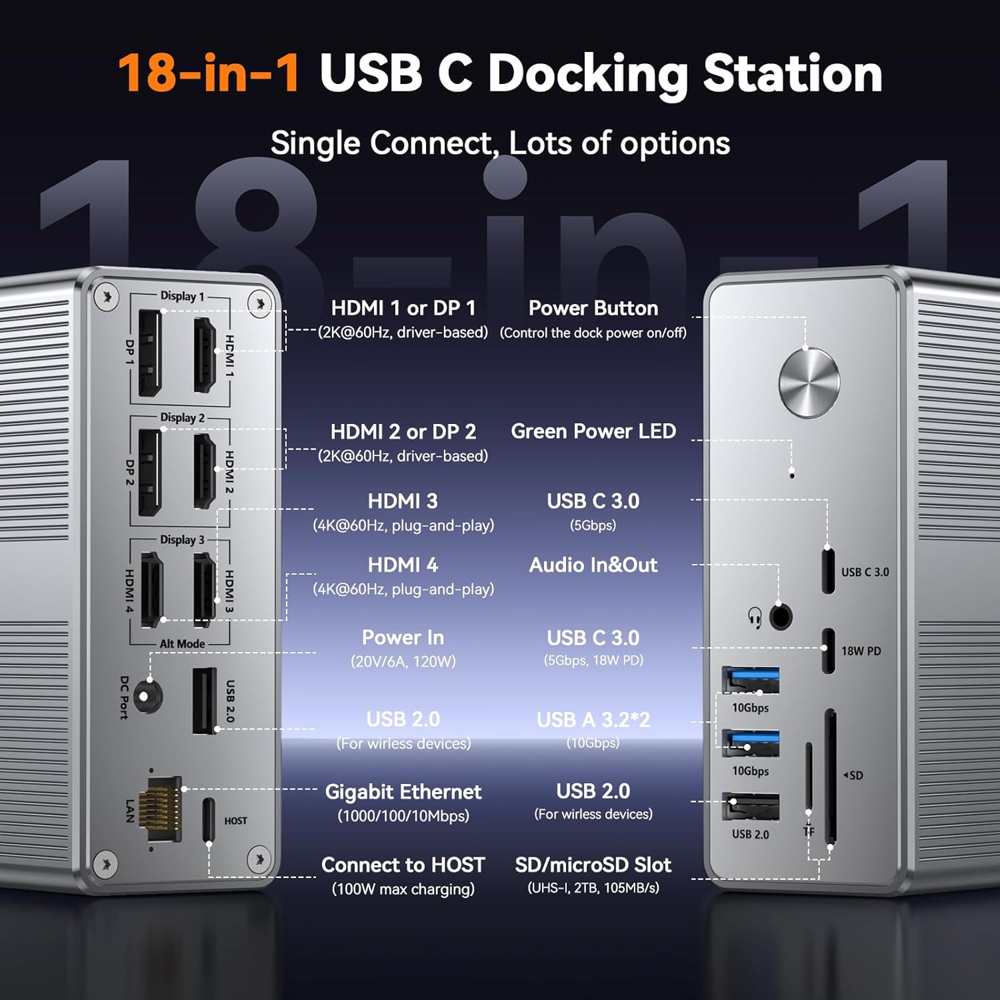 18-in-1 USB C Docking Station
Single Connect, Lots of options
18-in-1
Display 1
DP 1
HDMI 1
Display 2
DP 2
HDMI 2
Display 3
HDMI 4
HDMI 3
Alt Mode
DC Port
USB 2.0
LAN
HOST
HDMI 1 or DP 1
(2K@60Hz, driver-based)
HDMI 2 or DP 2
(2K@60Hz, driver-based)
HDMI 3
(4K@60Hz, plug-and-play)
HDMI 4
(4K@60Hz, plug-and-play)
Power In
(20V/6A, 120W)
USB 2.0
(For wirless devices)
Gigabit Ethernet
(1000/100/10Mbps)
Connect to HOST
(100W max charging)
Power Button
(Control the dock power on/off)
Green Power LED
USB C 3.0
(5Gbps)
Audio In&Out
USB C 3.0
(5Gbps, 18W PD)
USB A 3.2*2
(10Gbps)
USB 2.0
(For wirless devices)
SD/microSD Slot
(UHS-I, 2TB, 105MB/s)
USB C 3.0
18W PD
10Gbps
10Gbps
SD
USB 2.0
TF